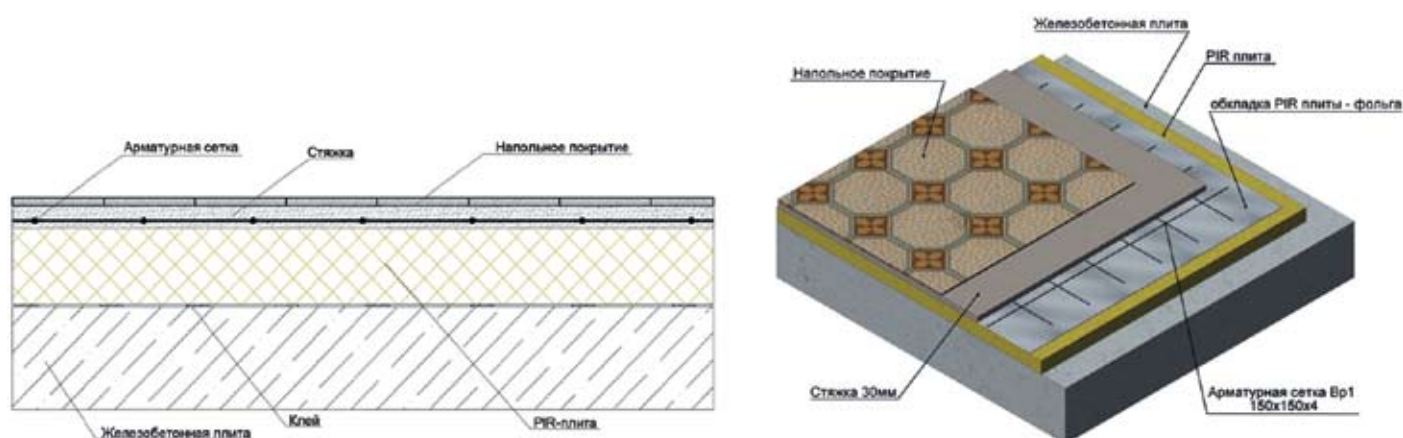 Арматурная сетка
Стяжка
Напольное покрытие
Железобетонная плита
Клей
PIR-плита
Железобетонная плита
PIR плита
Напольное покрытие
обкладка PIR плиты - фольга
Стяжка 30мм
Арматурная сетка Вр1
150x150x4